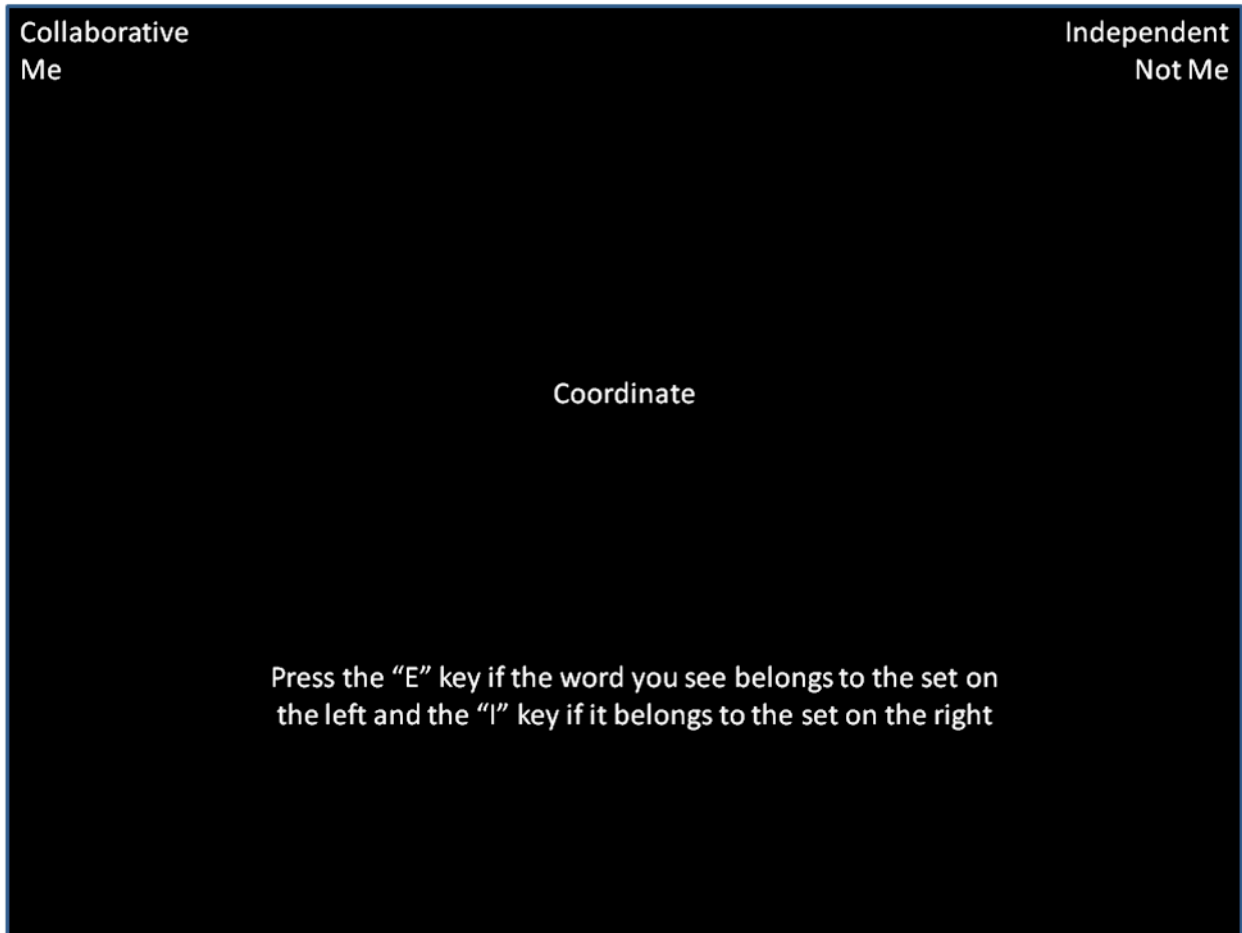 Collaborative
Me
Independent
Not Me
Coordinate
Press the “E” key if the word you see belongs to the set on
the left and the “I” key if it belongs to the set on the right